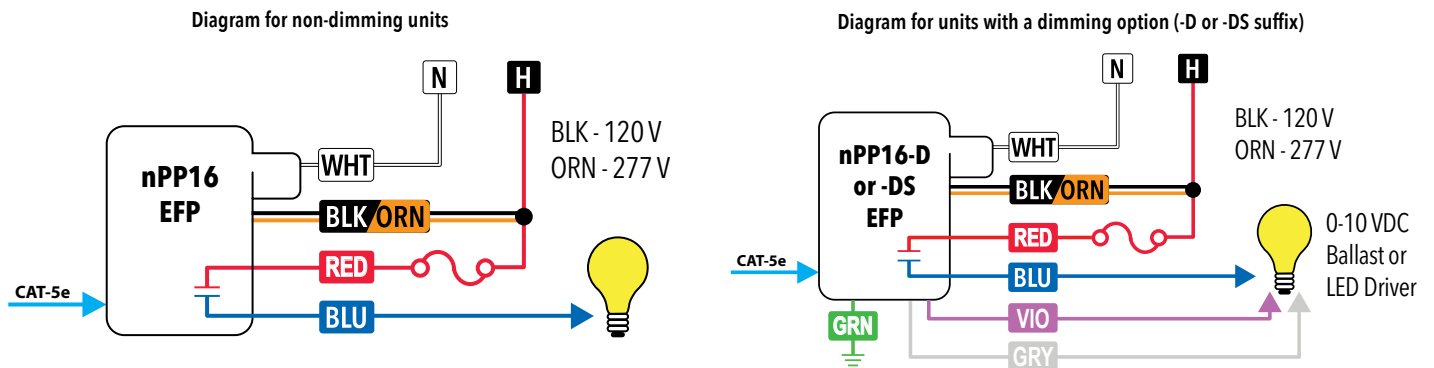 Diagram for non-dimming units
N
H
BLK - 120 V
ORN - 277 V
WHT
nPP16
EFP
BLK/ORN
RED
CAT-5e
BLU
Diagram for units with a dimming option (-D or -DS suffix)
N
H
BLK - 120 V
ORN - 277 V
WHT
nPP16-D
or -DS
EFP
BLK/ORN
RED
0-10 VDC
Ballast or
LED Driver
CAT-5e
BLU
VIO
GRN
GRY